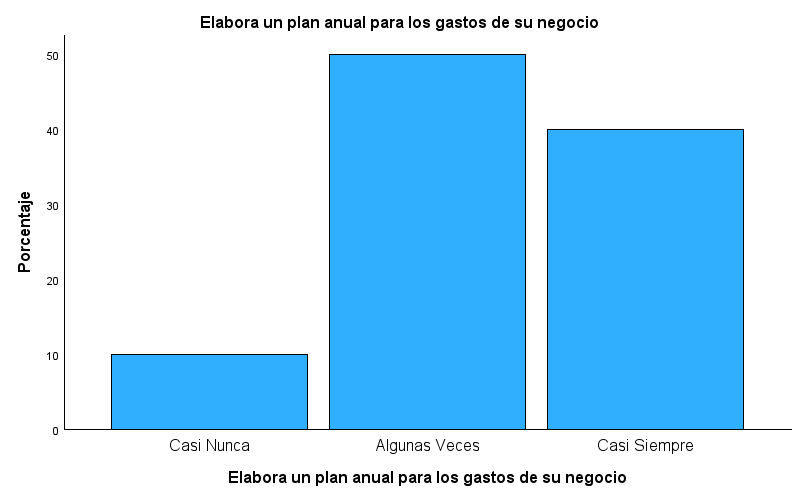 Elabora un plan anual para los gastos de su negocio
Porcentaje
50
40
30
20
10
0
Casi Nunca
Algunas Veces
Casi Siempre
Elabora un plan anual para los gastos de su negocio